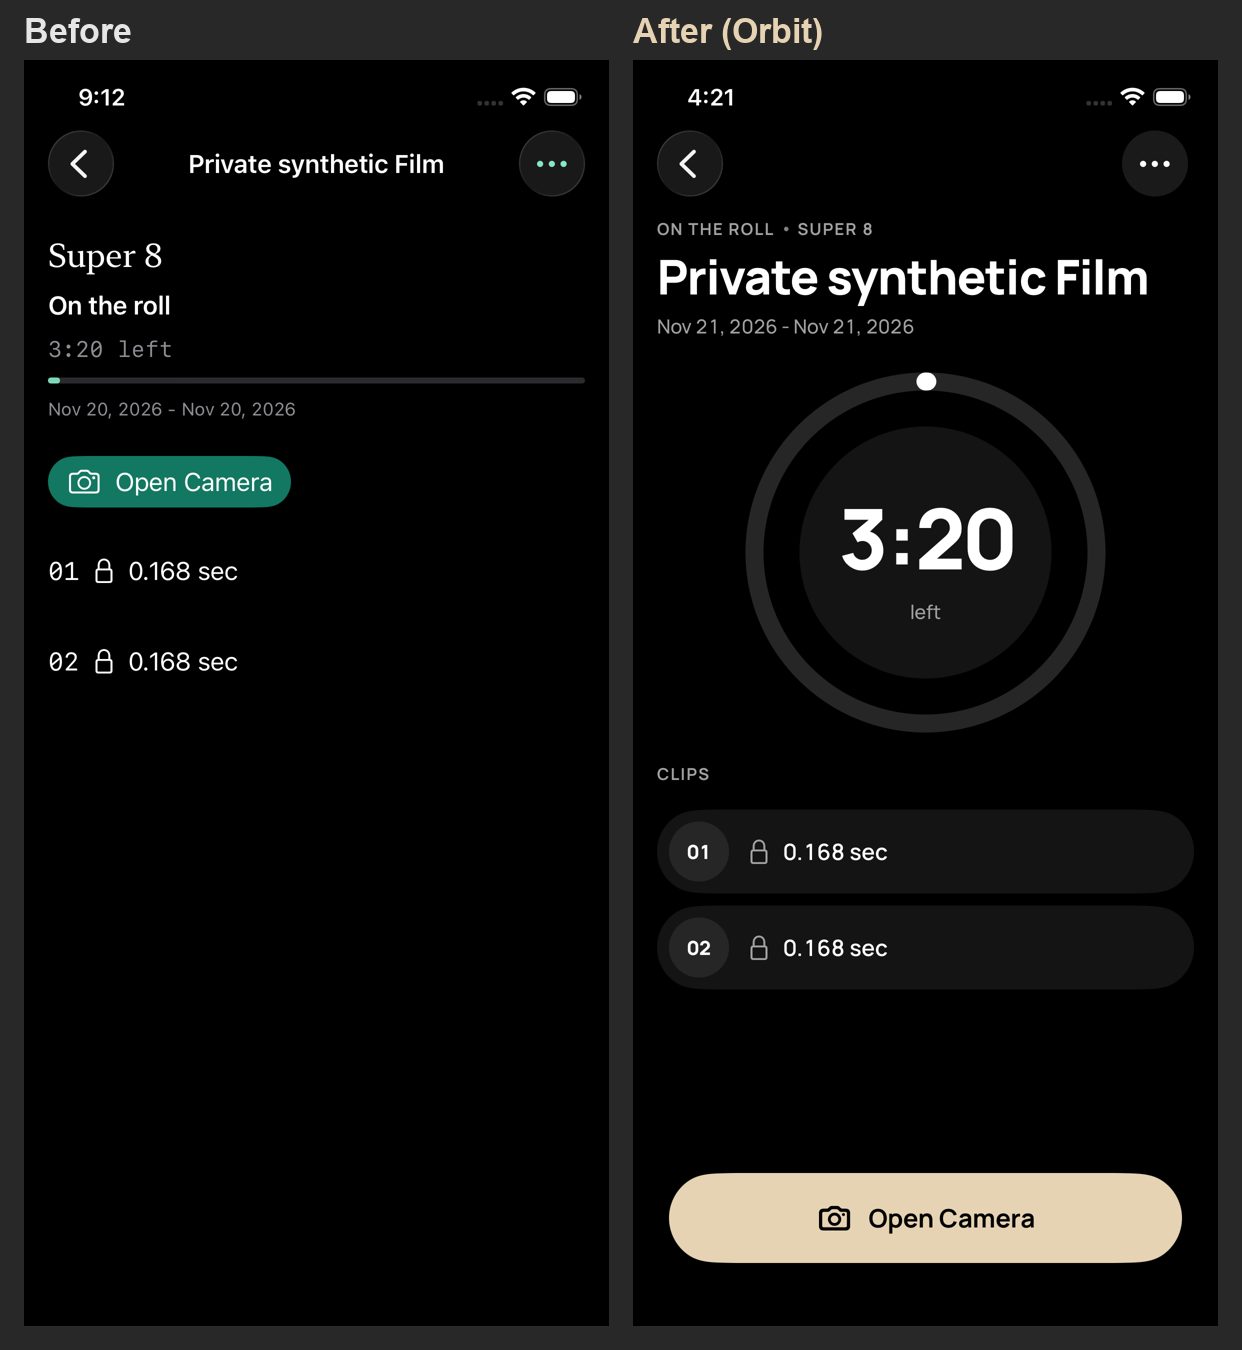 Before
9:12
Private synthetic Film
Super 8
On the roll
3:20 left
Nov 20, 2026 - Nov 20, 2026
Open Camera
01 0.168 sec
02 0.168 sec
After (Orbit)
4:21
ON THE ROLL • SUPER 8
Private synthetic Film
Nov 21, 2026 - Nov 21, 2026
3:20
left
CLIPS
01 0.168 sec
02 0.168 sec
Open Camera